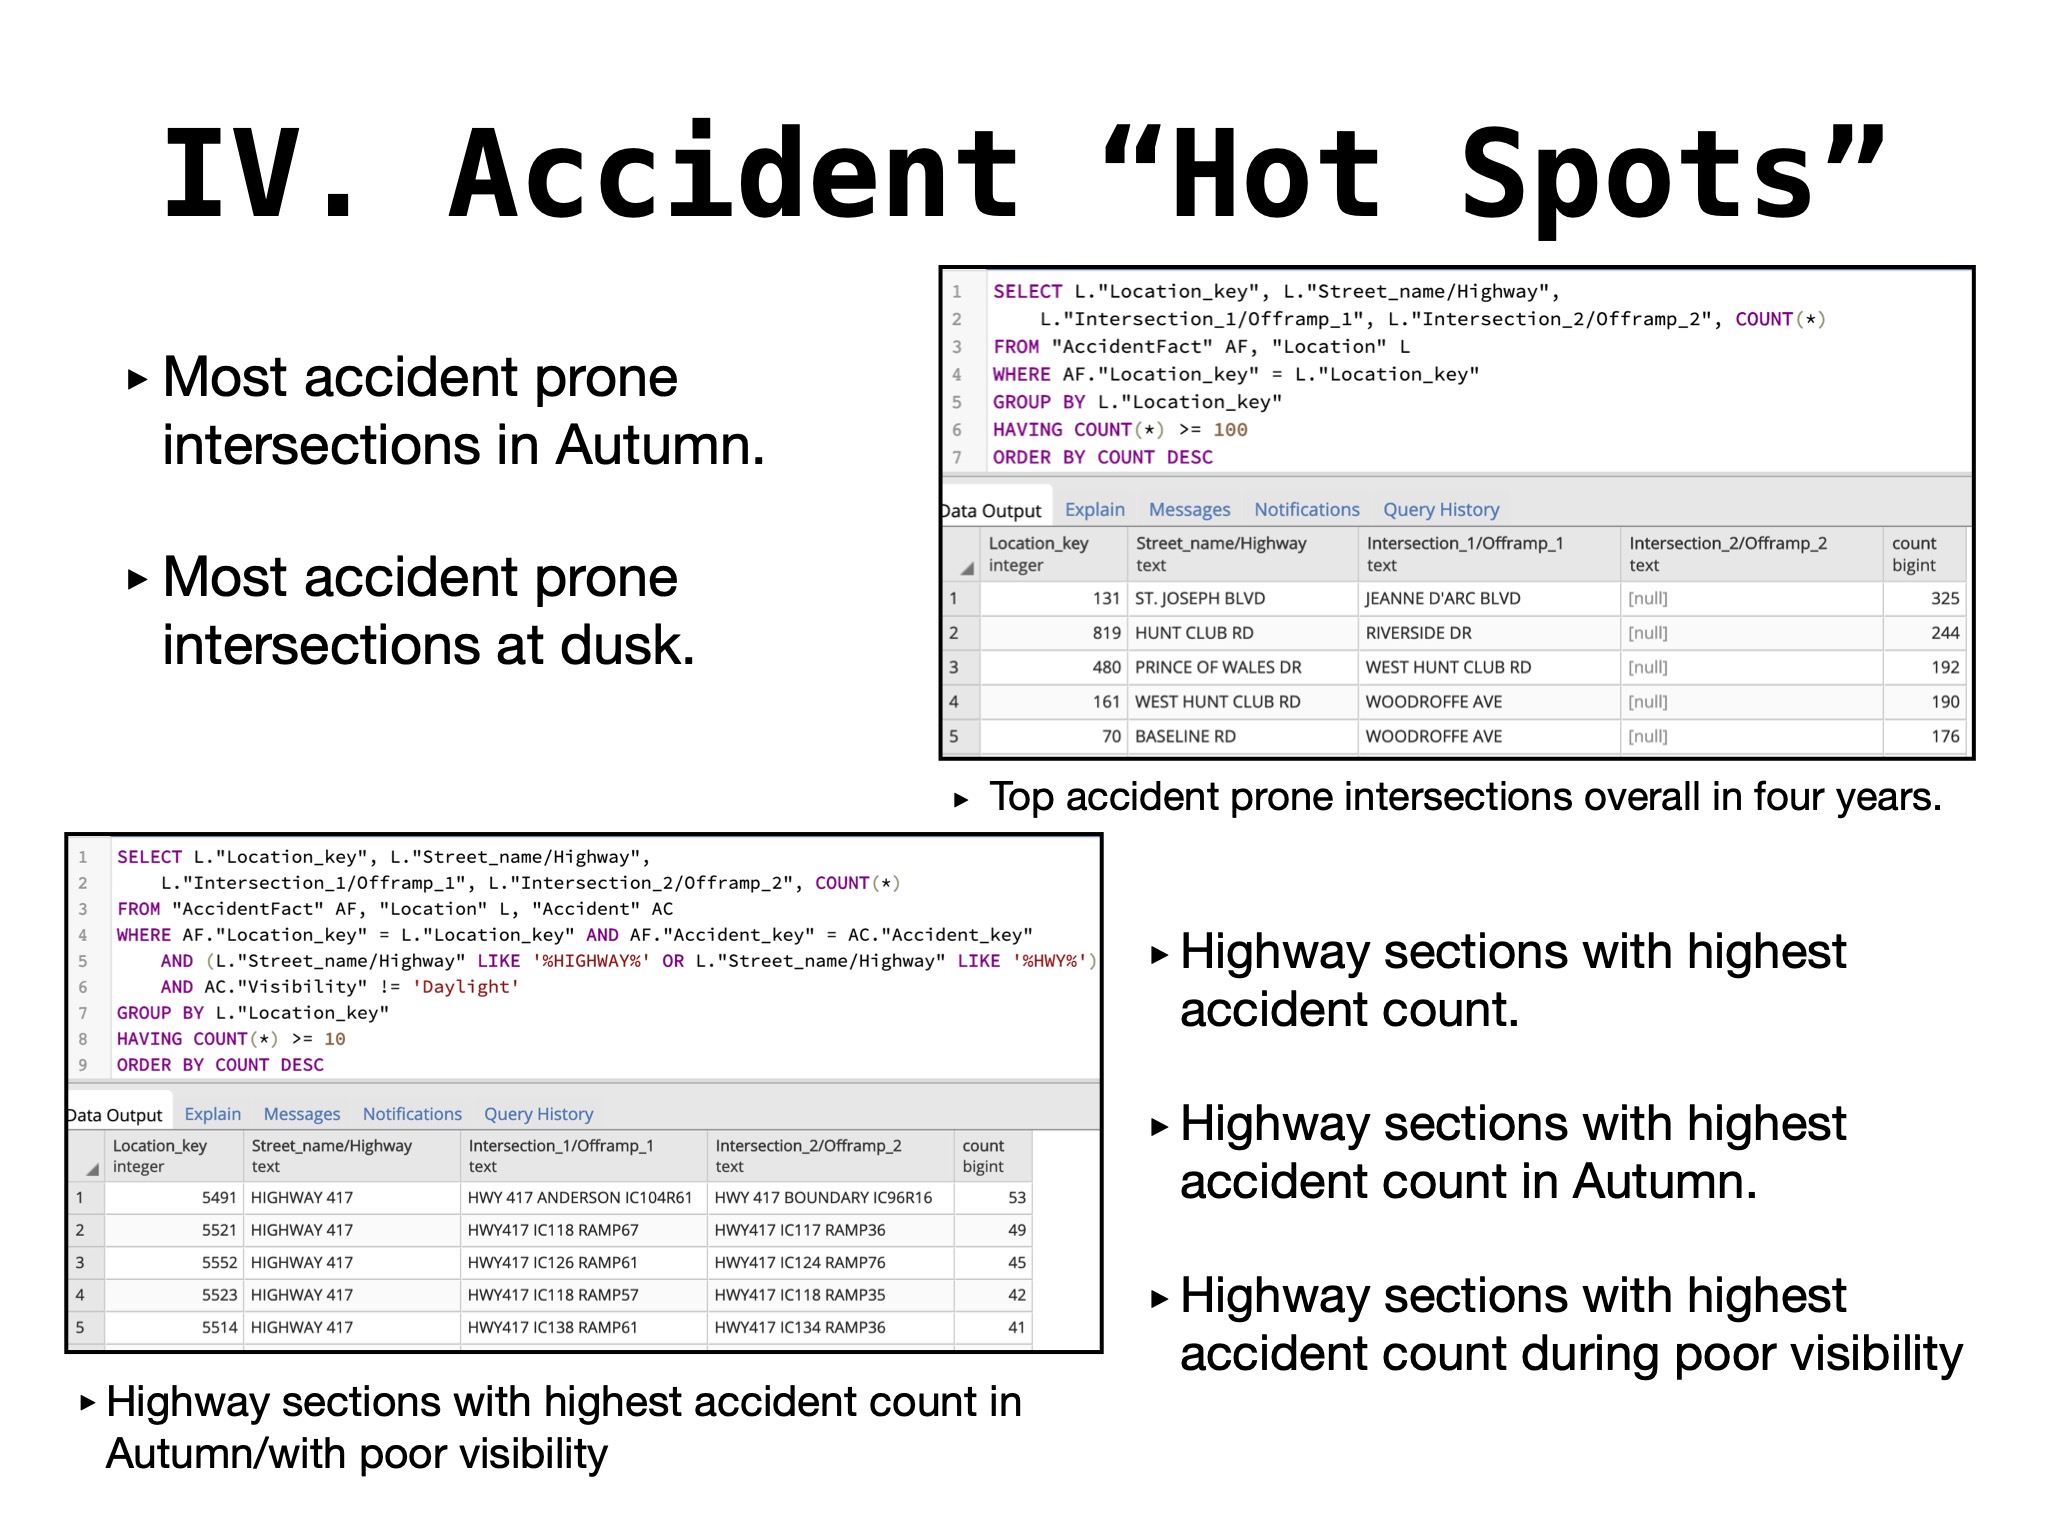 IV. Accident “Hot Spots”
▸ Most accident prone
intersections in Autumn.
▸ Most accident prone
intersections at dusk.
1 SELECT L."Location_key", L."Street_name/Highway",
2 L."Intersection_1/Offramp_1", L."Intersection_2/Offramp_2", COUNT(*)
3 FROM "AccidentFact" AF, "Location" L
4 WHERE AF."Location_key" = L."Location_key"
5 GROUP BY L."Location_key"
6 HAVING COUNT(*) >= 100
7 ORDER BY COUNT DESC
Data Output Explain Messages Notifications Query History
Location_key Street_name/Highway Intersection_1/Offramp_1 Intersection_2/Offramp_2 count
integer text text text bigint
1 131 ST. JOSEPH BLVD JEANNE D'ARC BLVD [null] 325
2 819 HUNT CLUB RD RIVERSIDE DR [null] 244
3 480 PRINCE OF WALES DR WEST HUNT CLUB RD [null] 192
4 161 WEST HUNT CLUB RD WOODROFFE AVE [null] 190
5 70 BASELINE RD WOODROFFE AVE [null] 176
▸ Top accident prone intersections overall in four years.
1 SELECT L."Location_key", L."Street_name/Highway",
2 L."Intersection_1/Offramp_1", L."Intersection_2/Offramp_2", COUNT(*)
3 FROM "AccidentFact" AF, "Location" L, "Accident" AC
4 WHERE AF."Location_key" = L."Location_key" AND AF."Accident_key" = AC."Accident_key"
5 AND (L."Street_name/Highway" LIKE '%HIGHWAY%' OR L."Street_name/Highway" LIKE '%HWY%')
6 AND AC."Visibility" != 'Daylight'
7 GROUP BY L."Location_key"
8 HAVING COUNT(*) >= 10
9 ORDER BY COUNT DESC
Data Output Explain Messages Notifications Query History
Location_key Street_name/Highway Intersection_1/Offramp_1 Intersection_2/Offramp_2 count
integer text text text bigint
1 5491 HIGHWAY 417 HWY 417 ANDERSON IC104R61 HWY 417 BOUNDARY IC96R16 53
2 5521 HIGHWAY 417 HWY417 IC118 RAMP67 HWY417 IC117 RAMP36 49
3 5552 HIGHWAY 417 HWY417 IC126 RAMP61 HWY417 IC124 RAMP76 45
4 5523 HIGHWAY 417 HWY417 IC118 RAMP57 HWY417 IC118 RAMP35 42
5 5514 HIGHWAY 417 HWY417 IC138 RAMP61 HWY417 IC134 RAMP36 41
▸ Highway sections with highest accident count in
Autumn/with poor visibility
▸ Highway sections with highest
accident count.
▸ Highway sections with highest
accident count in Autumn.
▸ Highway sections with highest
accident count during poor visibility